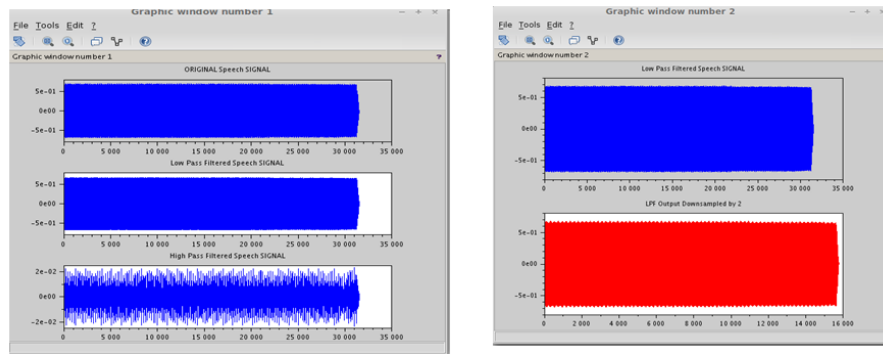 Graphic window number 1
File Tools Edit ?
Graphic window number 1 ?
ORIGINAL Speech SIGNAL
5e-01
0e00
-5e-01
0 5 000 10 000 15 000 20 000 25 000 30 000 35 000
Low Pass Filtered Speech SIGNAL
5e-01
0e00
-5e-01
0 5 000 10 000 15 000 20 000 25 000 30 000 35 000
High Pass Filtered Speech SIGNAL
2e-02
0e00
-2e-02
0 5 000 10 000 15 000 20 000 25 000 30 000 35 000
Graphic window number 2
File Tools Edit ?
Graphic window number 2
Low Pass Filtered Speech SIGNAL
5e-01
0e00
-5e-01
0 5 000 10 000 15 000 20 000 25 000 30 000 35 000
LPF Output Downsampled by 2
5e-01
0e00
-5e-01
0 2 000 4 000 6 000 8 000 10 000 12 000 14 000 16 000